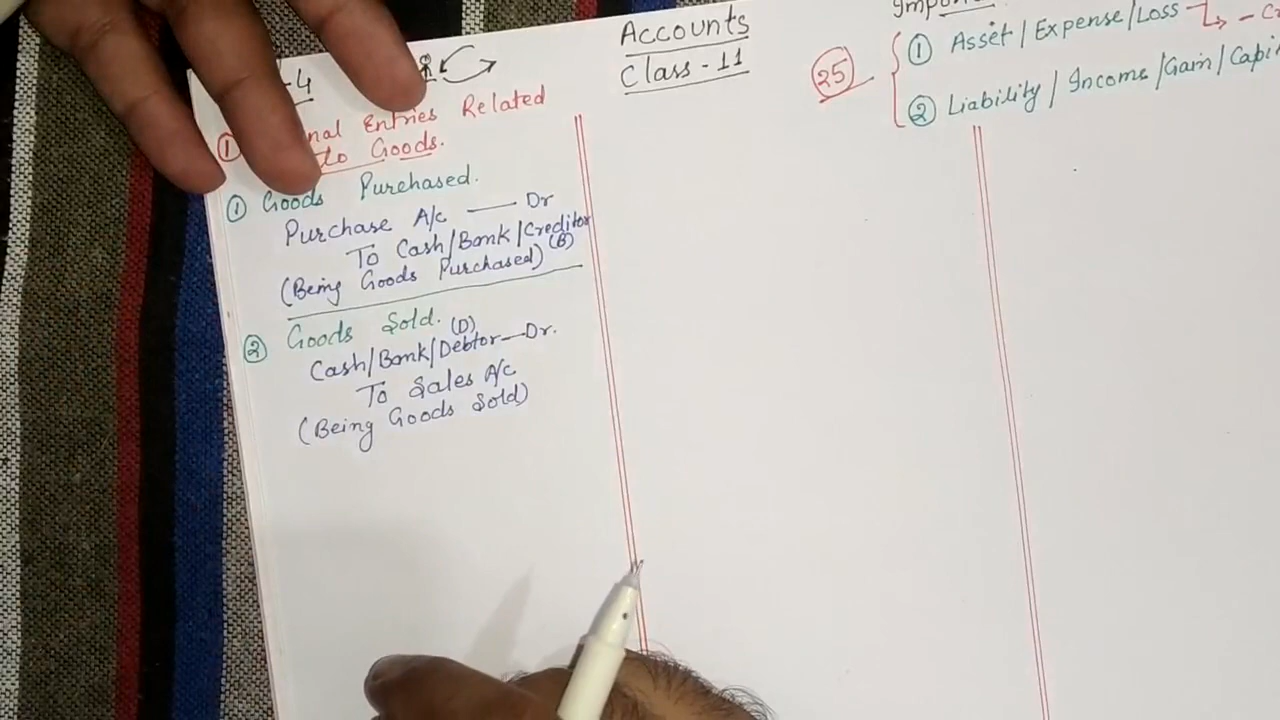 Accounts
Class - 11
-4
① Entries Related
to Goods.
① Goods Purchased.
Purchase A/c —— Dr
To Cash/Bank/Creditor
(B)
(Being Goods Purchased)
② Goods Sold.
(D)
Cash/Bank/Debtor—Dr.
To Sales A/c
(Being Goods Sold)
25
① Asset / Expense / Loss
② Liability / Income / Gain /